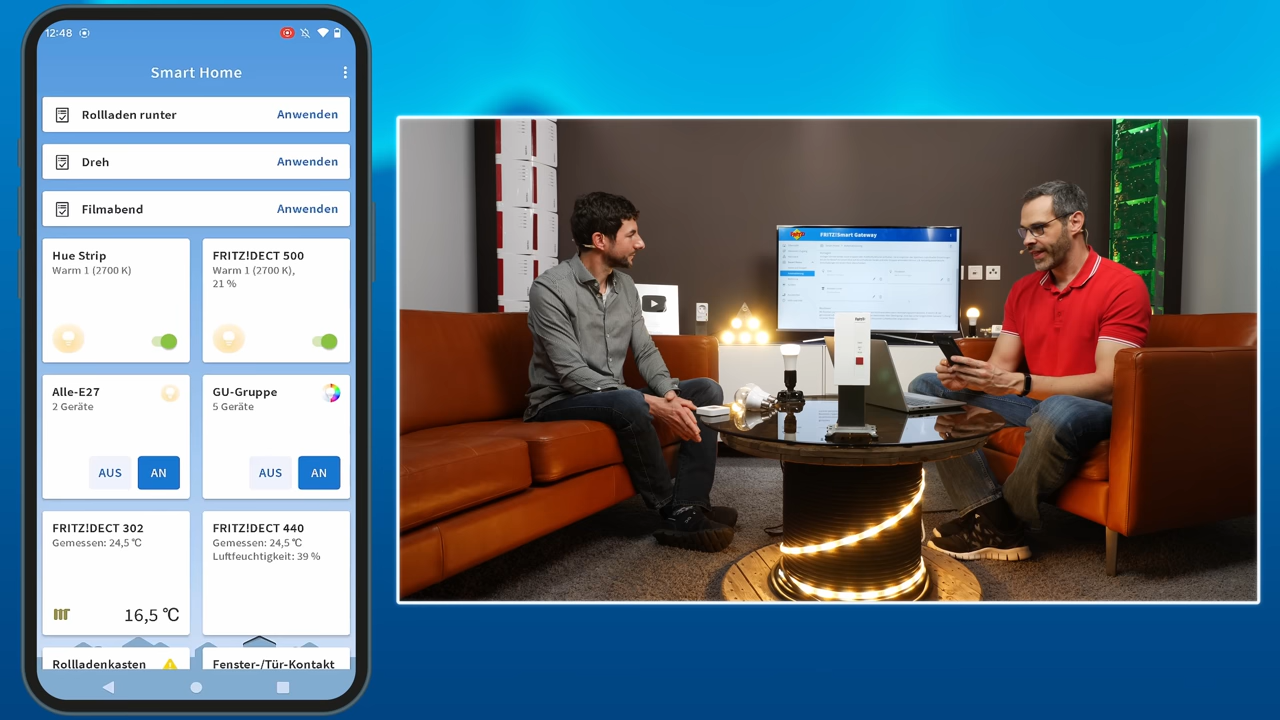 12:48
Smart Home
Rollladen runter
Anwenden
Dreh
Anwenden
Filmabend
Anwenden
Hue Strip
Warm 1 (2700 K)
FRITZ!DECT 500
Warm 1 (2700 K),
21 %
Alle-E27
2 Geräte
AUS
AN
GU-Gruppe
5 Geräte
AUS
AN
FRITZ!DECT 302
Gemessen: 24,5 °C
16,5 °C
FRITZ!DECT 440
Gemessen: 24,5 °C
Luftfeuchtigkeit: 39 %
Rollladenkasten
Fenster-/Tür-Kontakt
FRITZ!Smart Gateway